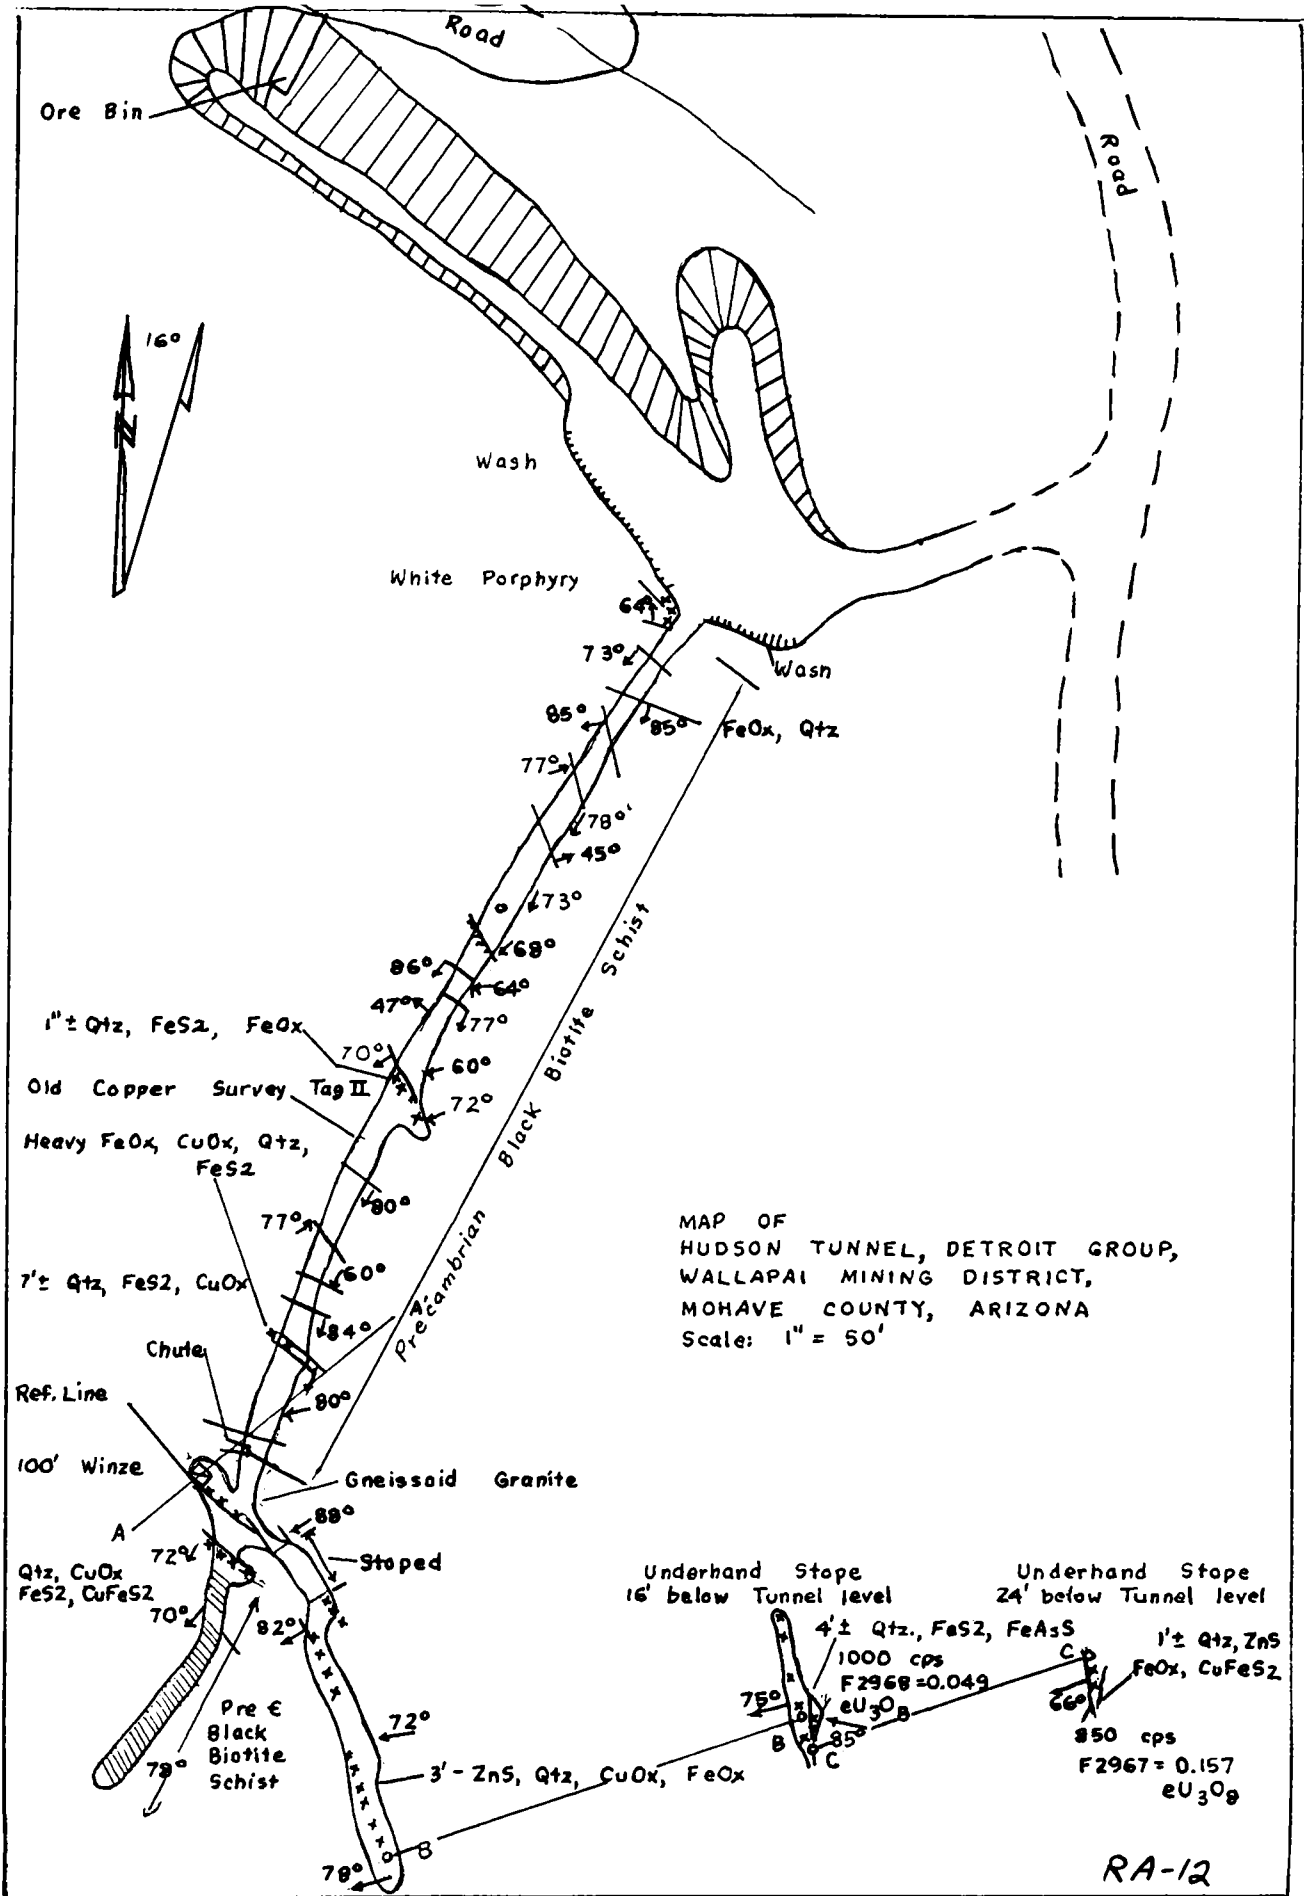 Road
Ore Bin
Road
16°
N
Wash
White Porphyry
64°
73°
Wash
85°
85°
FeOx, Qtz
77°
78°
45°
73°
68°
86°
64°
47°
77°
1"± Qtz, FeS2, FeOx
70°
60°
Old Copper Survey Tag II
72°
Heavy FeOx, CuOx, Qtz,
FeS2
80°
Precambrian Black Biotite Schist
77°
60°
7'± Qtz, FeS2, CuOx
A'
84°
MAP OF
HUDSON TUNNEL, DETROIT GROUP,
WALLAPAI MINING DISTRICT,
MOHAVE COUNTY, ARIZONA
Scale: 1" = 50'
Chute
Ref. Line
80°
100' Winze
Gneissoid Granite
A
88°
72°
Stoped
Qtz, CuOx
FeS2, CuFeS2
70°
82°
Pre Є
Black
Biotite
Schist
78°
72°
3'- ZnS, Qtz, CuOx, FeOx
B
78°
Underhand Stope
16' below Tunnel level
4'± Qtz., FeS2, FeAsS
1000 cps
F2968=0.049
eU3O8
75°
B
85°
C
Underhand Stope
24' below Tunnel level
C
1'± Qtz, ZnS
FeOx, CuFeS2
66°
850 cps
F2967=0.157
eU3O8
RA-12